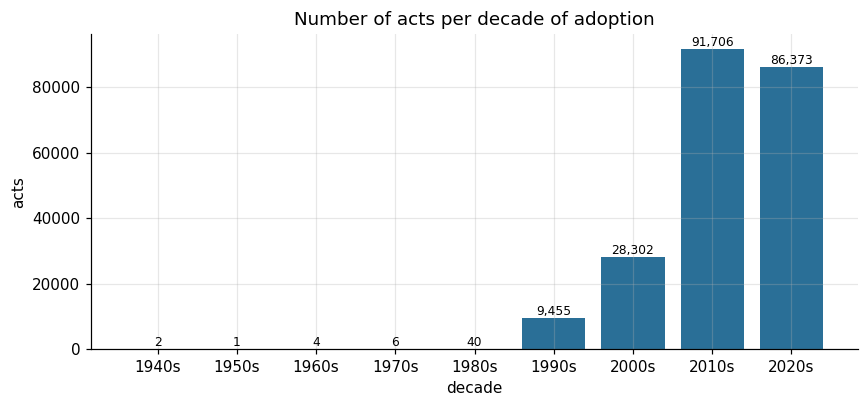 Number of acts per decade of adoption
91,706
86,373
80000
60000
acts
40000
28,302
20000
9,455
2 1 4 6 40
0
1940s 1950s 1960s 1970s 1980s 1990s 2000s 2010s 2020s
decade